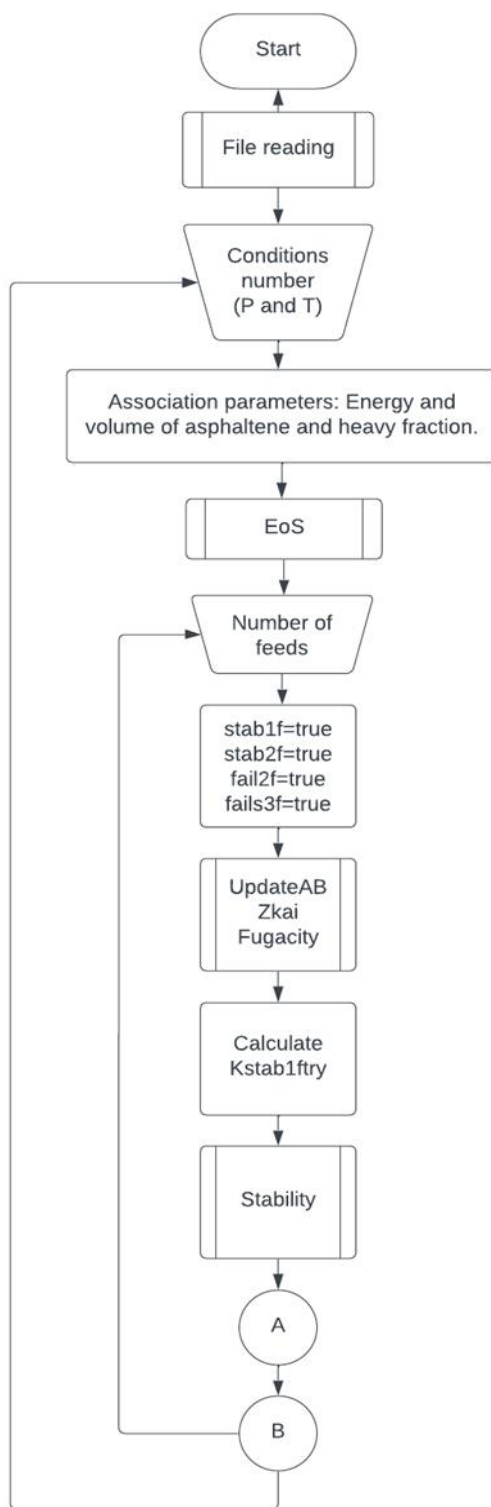 Start
File reading
Conditions
number
(P and T)
Association parameters: Energy and
volume of asphaltene and heavy fraction.
EoS
Number of
feeds
stab1f=true
stab2f=true
fail2f=true
fails3f=true
UpdateAB
Zkai
Fugacity
Calculate
Kstab1ftry
Stability
A
B